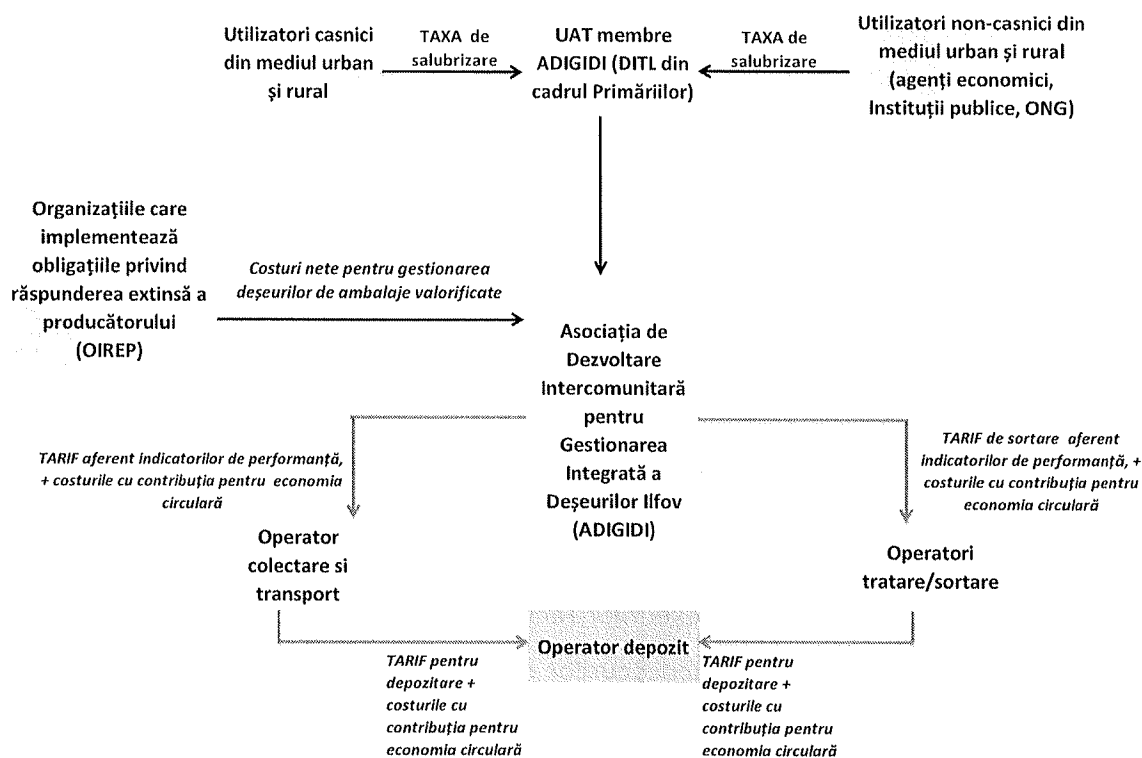 Utilizatori casnici
din mediul urban
și rural
TAXA de
salubrizare
UAT membre
ADIGIDI (DITL din
cadrul Primăriilor)
TAXA de
salubrizare
Utilizatori non-casnici din
mediul urban și rural
(agenți economici,
Instituții publice, ONG)
Organizațiile care
implementează
obligațiile privind
răspunderea extinsă a
producătorului
(OIREP)
Costuri nete pentru gestionarea
deșeurilor de ambalaje valorificate
Asociația de
Dezvoltare
Intercomunitară
pentru
Gestionarea
Integrată a
Deșeurilor Ilfov
(ADIGIDI)
TARIF aferent indicatorilor de performanță,
+ costurile cu contribuția pentru economia
circulară
TARIF de sortare aferent
indicatorilor de performanță, +
costurile cu contribuția pentru
economia circulară
Operator
colectare si
transport
Operatori
tratare/sortare
Operator depozit
TARIF pentru
depozitare +
costurile cu
contribuția pentru
economia circulară
TARIF pentru
depozitare +
costurile cu
contribuția pentru
economia circulară